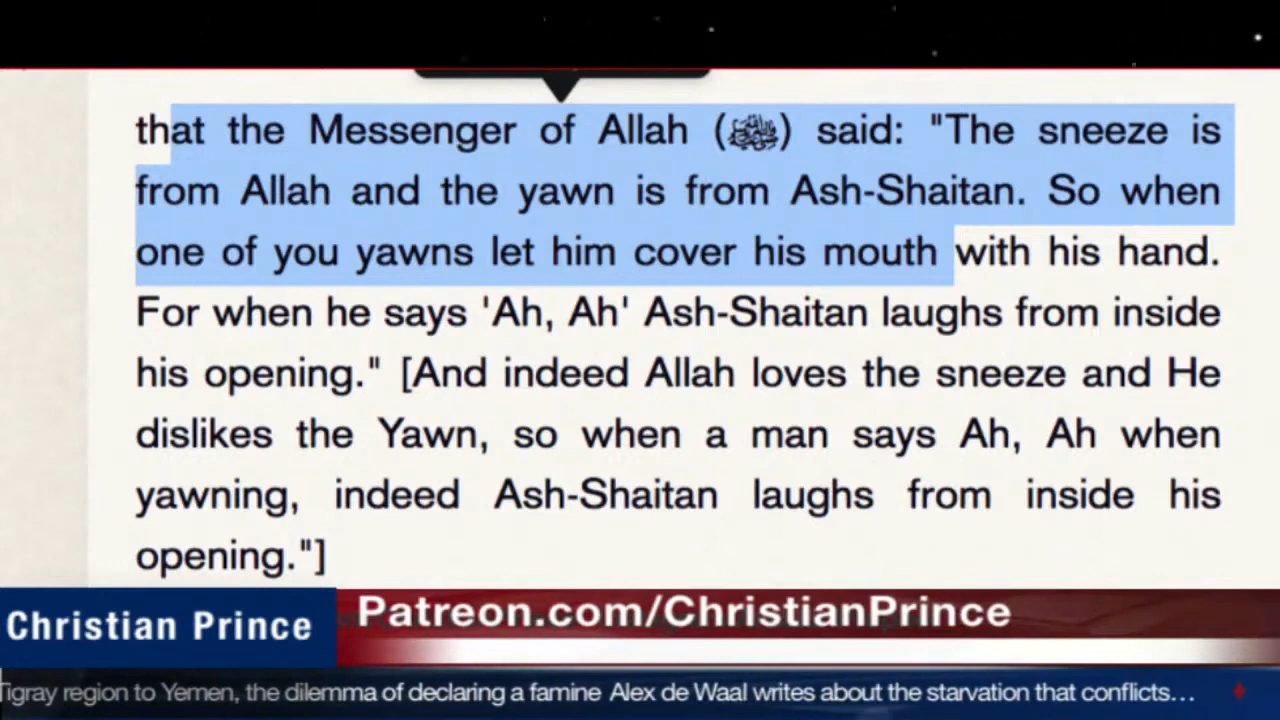 that the Messenger of Allah (ﷺ) said: "The sneeze is
from Allah and the yawn is from Ash-Shaitan. So when
one of you yawns let him cover his mouth with his hand.
For when he says 'Ah, Ah' Ash-Shaitan laughs from inside
his opening." [And indeed Allah loves the sneeze and He
dislikes the Yawn, so when a man says Ah, Ah when
yawning, indeed Ash-Shaitan laughs from inside his
opening."]
Christian Prince
Patreon.com/ChristianPrince
Tigray region to Yemen, the dilemma of declaring a famine Alex de Waal writes about the starvation that conflicts…